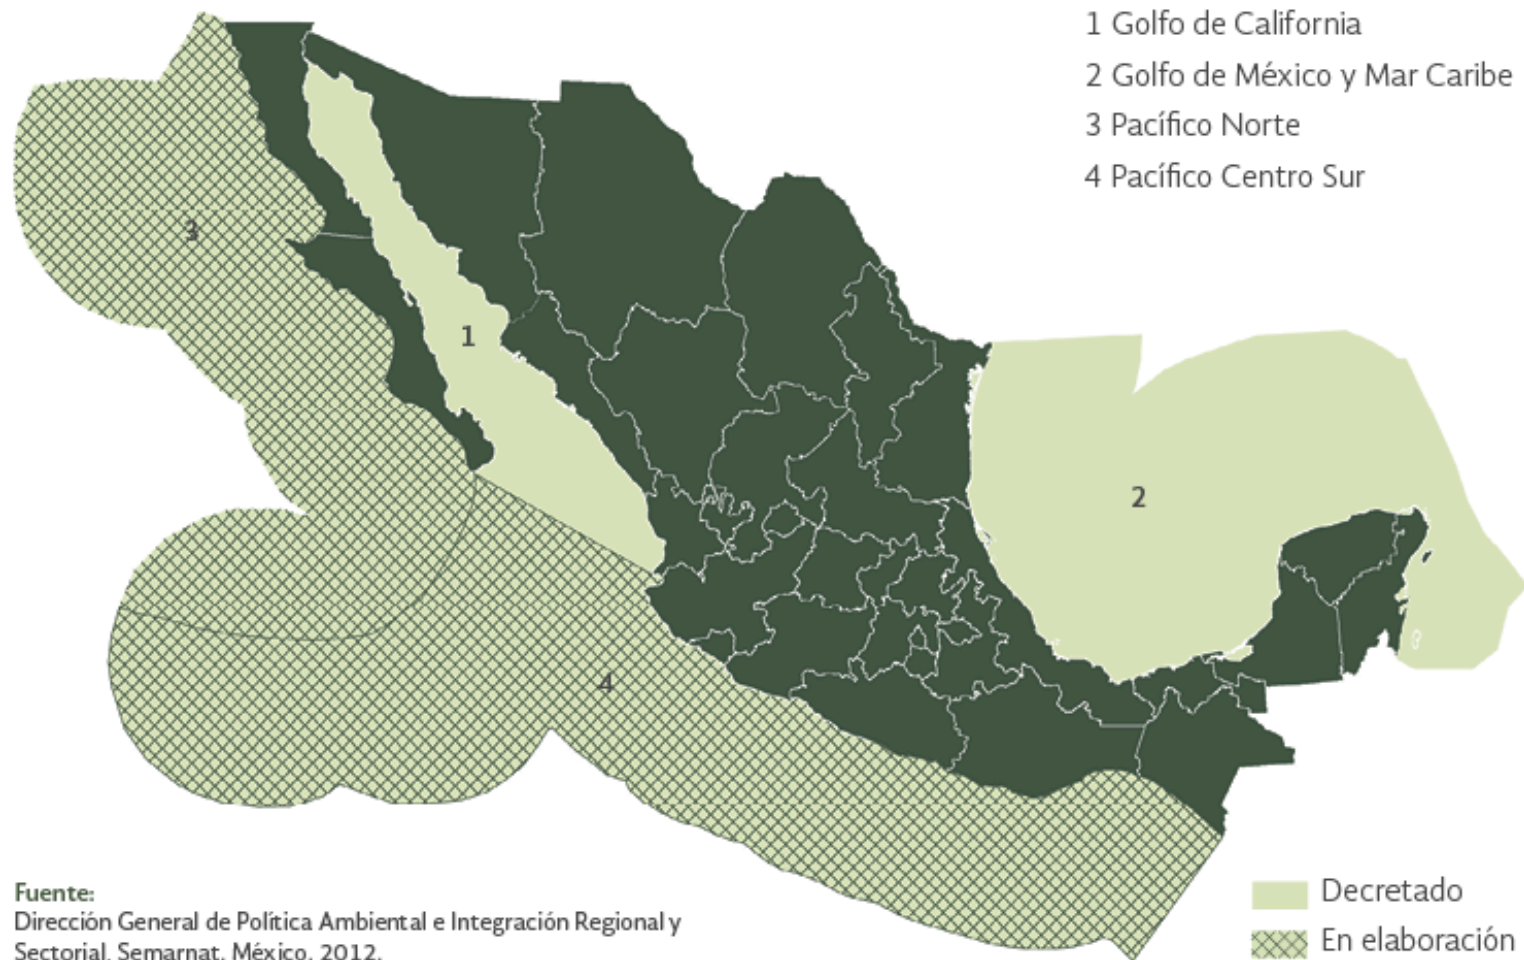 1 Golfo de California
2 Golfo de México y Mar Caribe
3 Pacífico Norte
4 Pacífico Centro Sur
3
1
2
4
Fuente:
Dirección General de Política Ambiental e Integración Regional y
Sectorial, Semarnat, México, 2012.
Decretado
En elaboración